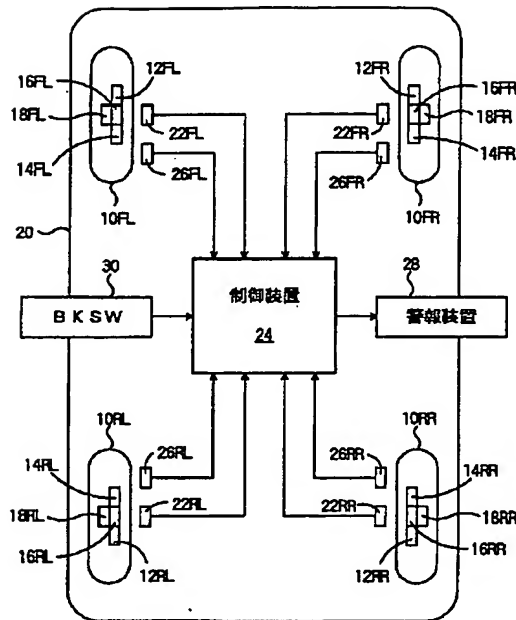 12FL
16FL
18FL
22FL
14FL
26FL
10FL
20
12FR
16FR
18FR
22FR
14FR
26FR
10FR
30
BKSW
制御装置
24
28
警報装置
10RL
14RL
26RL
18RL
22RL
16RL
12RL
10RR
26RR
14RR
22RR
18RR
16RR
12RR